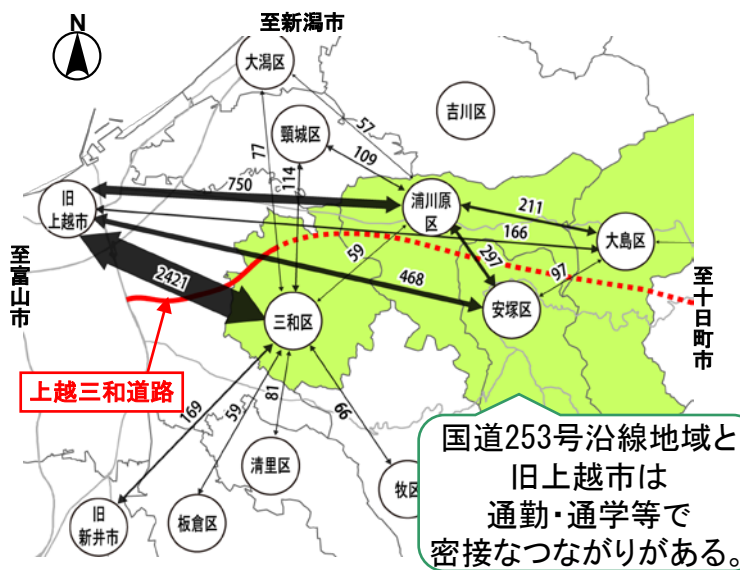 至新潟市
N
大潟区
吉川区
頸城区
57
77
109
114
750
浦川原
区
211
旧
上越市
166
大島区
至富山市
59
297
97
2421
468
至十日町市
三和区
安塚区
上越三和道路
169
59
81
66
清里区
牧区
旧
新井市
板倉区
国道253号沿線地域と
旧上越市は
通勤・通学等で
密接なつながりがある。